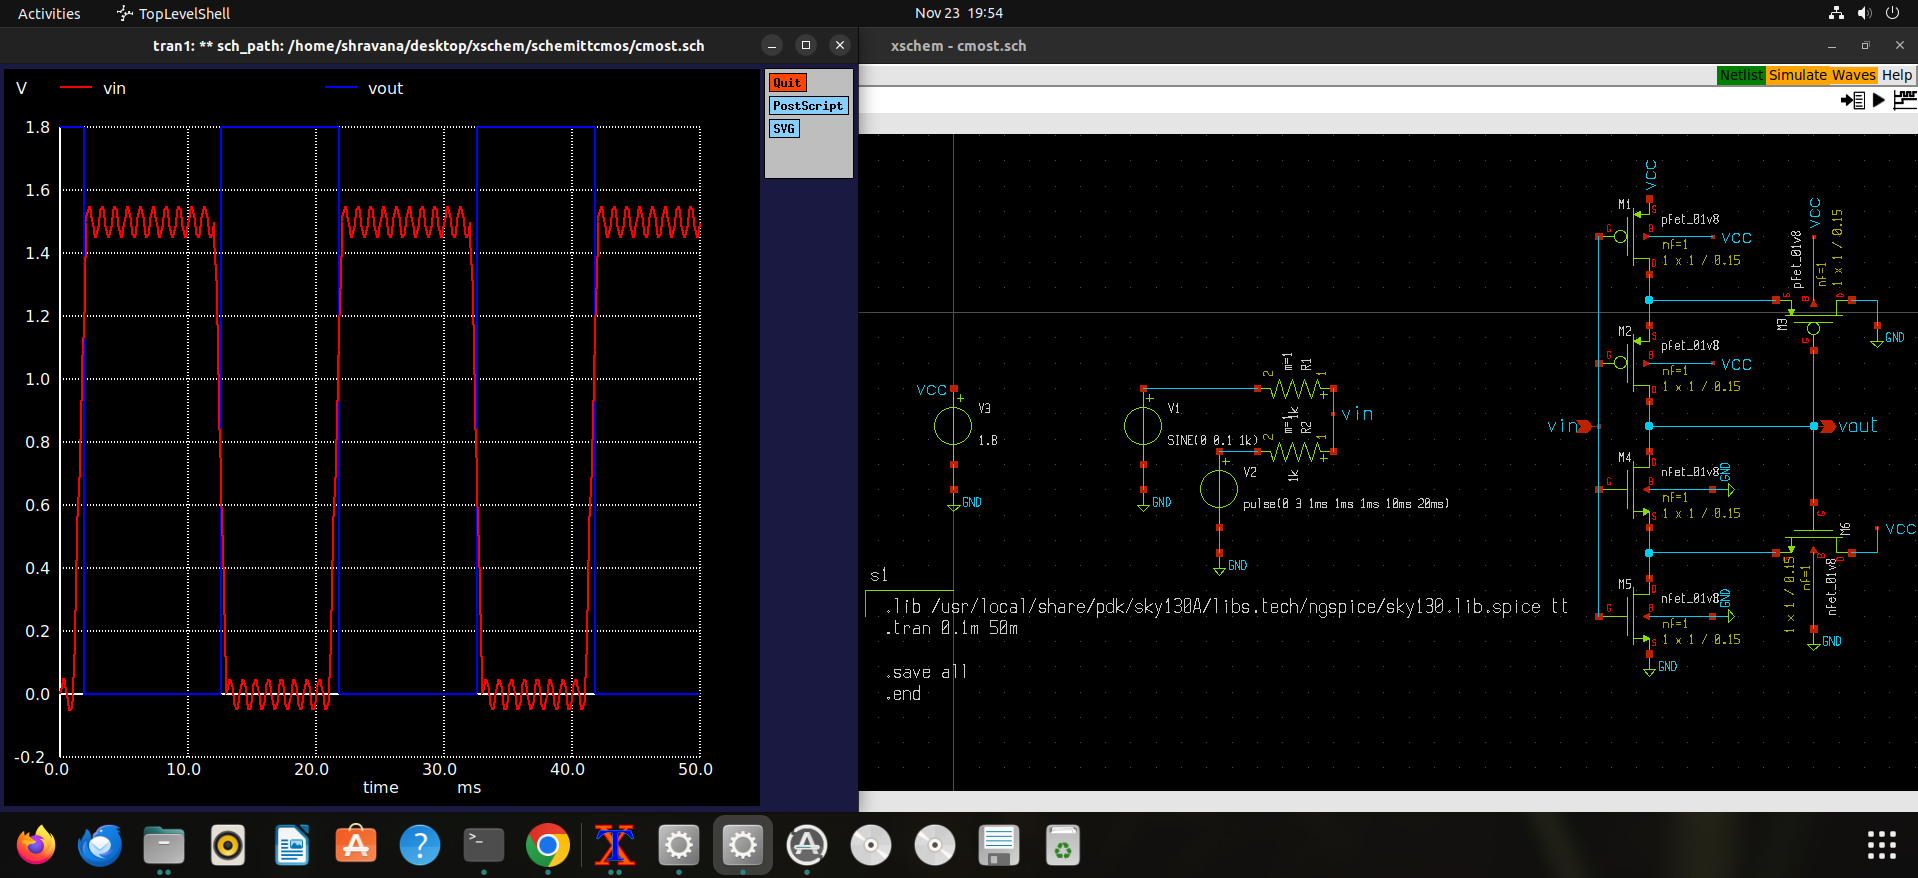 Activities
TopLevelShell
Nov 23 19:54
tran1: ** sch_path: /home/shravana/desktop/xschem/schemittcmos/cmost.sch
xschem - cmost.sch
V
vin
vout
Quit
PostScript
SVG
1.8
1.6
1.4
1.2
1.0
0.8
0.6
0.4
0.2
0.0
-0.2
0.0
10.0
20.0
30.0
40.0
50.0
time
ms
Netlist
Simulate
Waves
Help
VCC
V3
1.8
GND
V1
SINE(0 0.1 1k)
GND
V2
pulse(0 3 1ms 1ms 1ms 10ms 20ms)
GND
2
m=1
R1
1
1k
2
m=1
R2
1
1k
vin
s1
.lib /usr/local/share/pdk/sky130A/libs.tech/ngspice/sky130.lib.spice tt
.tran 0.1m 50m
.save all
.end
VCC
M1
S
G
B
D
pfet_01v8
VCC
nf=1
1 x 1 / 0.15
M2
S
G
B
D
pfet_01v8
VCC
nf=1
1 x 1 / 0.15
VCC
pfet_01v8
nf=1
1 x 1 / 0.15
S
B
D
M3
G
GND
vin
vout
M4
D
G
B
S
nfet_01v8
GND
nf=1
1 x 1 / 0.15
M5
D
G
B
S
nfet_01v8
GND
nf=1
1 x 1 / 0.15
GND
G
M6
VCC
S
B
D
1 x 1 / 0.15
nf=1
nfet_01v8
GND